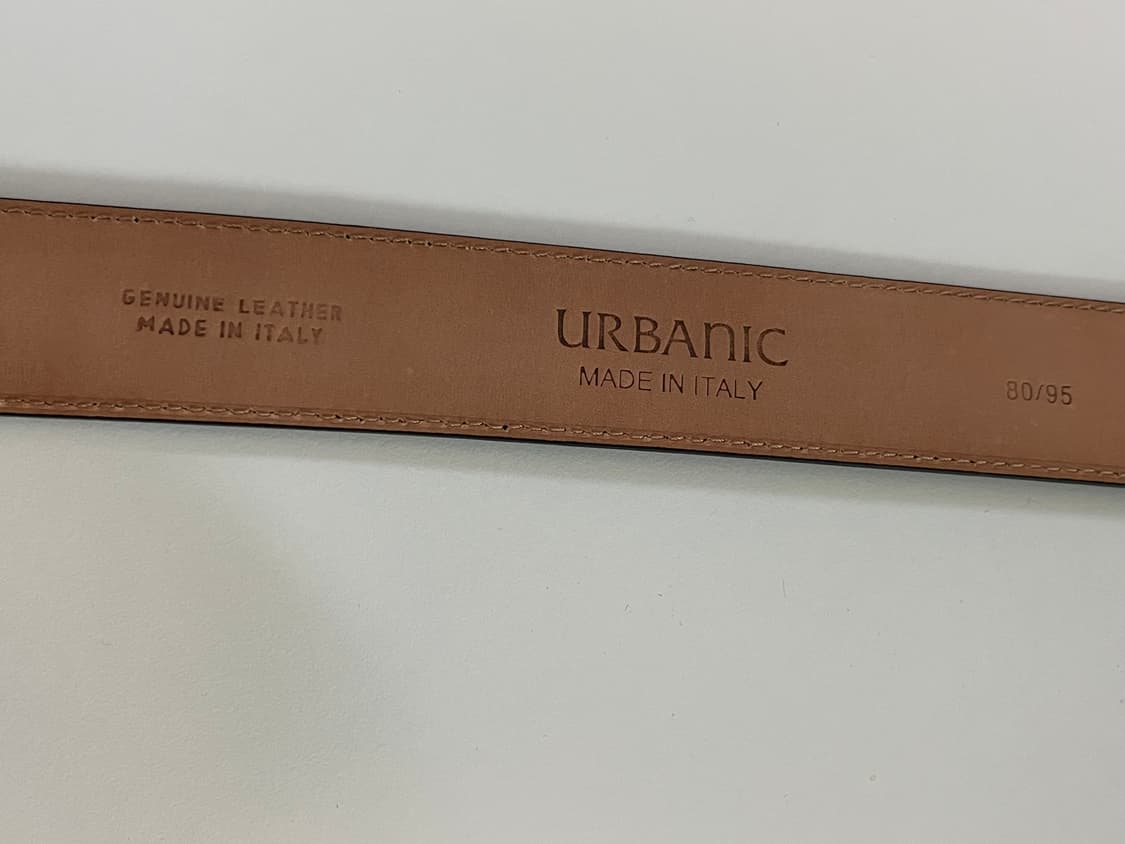 GENUINE LEATHER
MADE IN ITALY
URBANIC
MADE IN ITALY
80/95